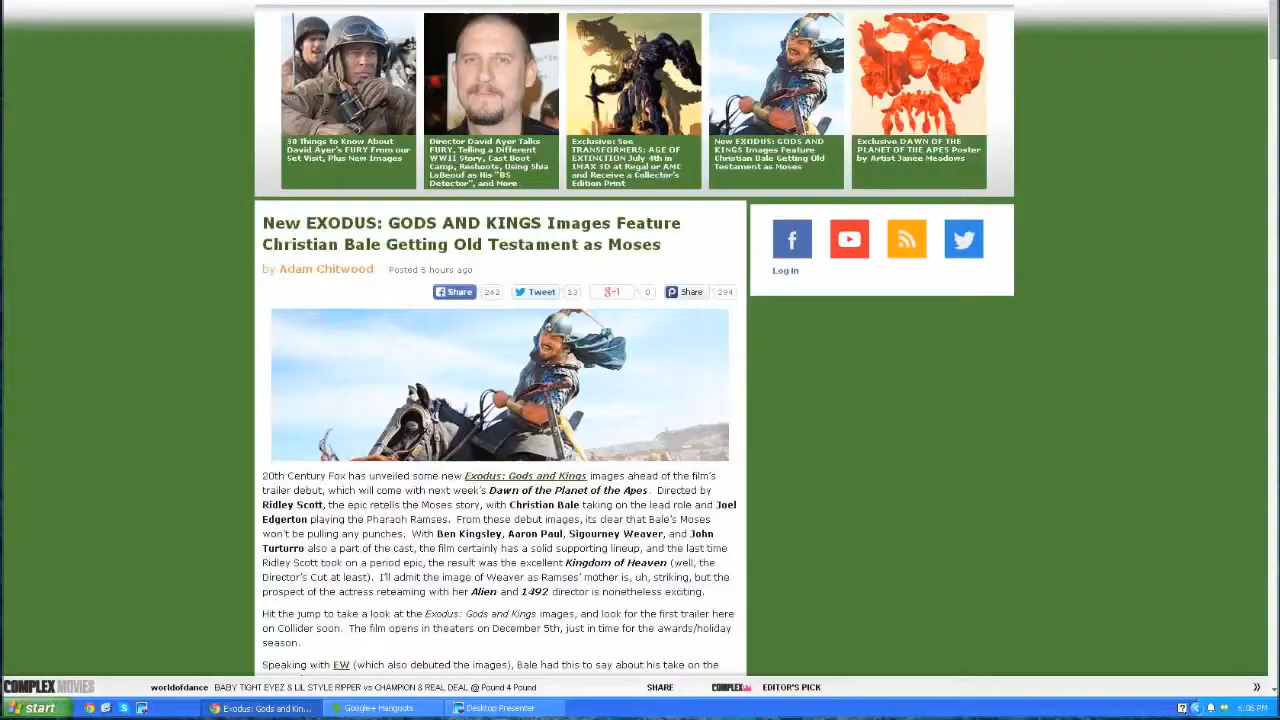 30 Things to Know About
David Ayer's FURY From our
Set Visit, Plus New Images
Director David Ayer Talks
FURY, Telling a Different
WWII Story, Cast Boot
Camp, Reshoots, Using Shia
LaBeouf as His "BS
Detector", and More
Exclusive: See
TRANSFORMERS: AGE OF
EXTINCTION July 4th in
IMAX 3D at Regal or AMC
and Receive a Collector's
Edition Print
New EXODUS: GODS AND
KINGS Images Feature
Christian Bale Getting Old
Testament as Moses
Exclusive DAWN OF THE
PLANET OF THE APES Poster
by Artist Janee Meadows
New EXODUS: GODS AND KINGS Images Feature
Christian Bale Getting Old Testament as Moses
by Adam Chitwood Posted 5 hours ago
Share 242 Tweet 13 g+1 0 Share 294
Log In
20th Century Fox has unveiled some new Exodus: Gods and Kings images ahead of the film's
trailer debut, which will come with next week's Dawn of the Planet of the Apes. Directed by
Ridley Scott, the epic retells the Moses story, with Christian Bale taking on the lead role and Joel
Edgerton playing the Pharaoh Ramses. From these debut images, its clear that Bale's Moses
won't be pulling any punches. With Ben Kingsley, Aaron Paul, Sigourney Weaver, and John
Turturro also a part of the cast, the film certainly has a solid supporting lineup, and the last time
Ridley Scott took on a period epic, the result was the excellent Kingdom of Heaven (well, the
Director's Cut at least). I'll admit the image of Weaver as Ramses' mother is, uh, striking, but the
prospect of the actress reteaming with her Alien and 1492 director is nonetheless exciting.
Hit the jump to take a look at the Exodus: Gods and Kings images, and look for the first trailer here
on Collider soon. The film opens in theaters on December 5th, just in time for the awards/holiday
season.
Speaking with EW (which also debuted the images), Bale had this to say about his take on the
COMPLEX MOVIES worldofdance BABY TIGHT EYEZ & LIL STYLE RIPPER vs CHAMPION & REAL DEAL @ Pound 4 Pound SHARE COMPLEX EDITOR'S PICK »
start Exodus: Gods and Kin... Google+ Hangouts Desktop Presenter 6:06 PM